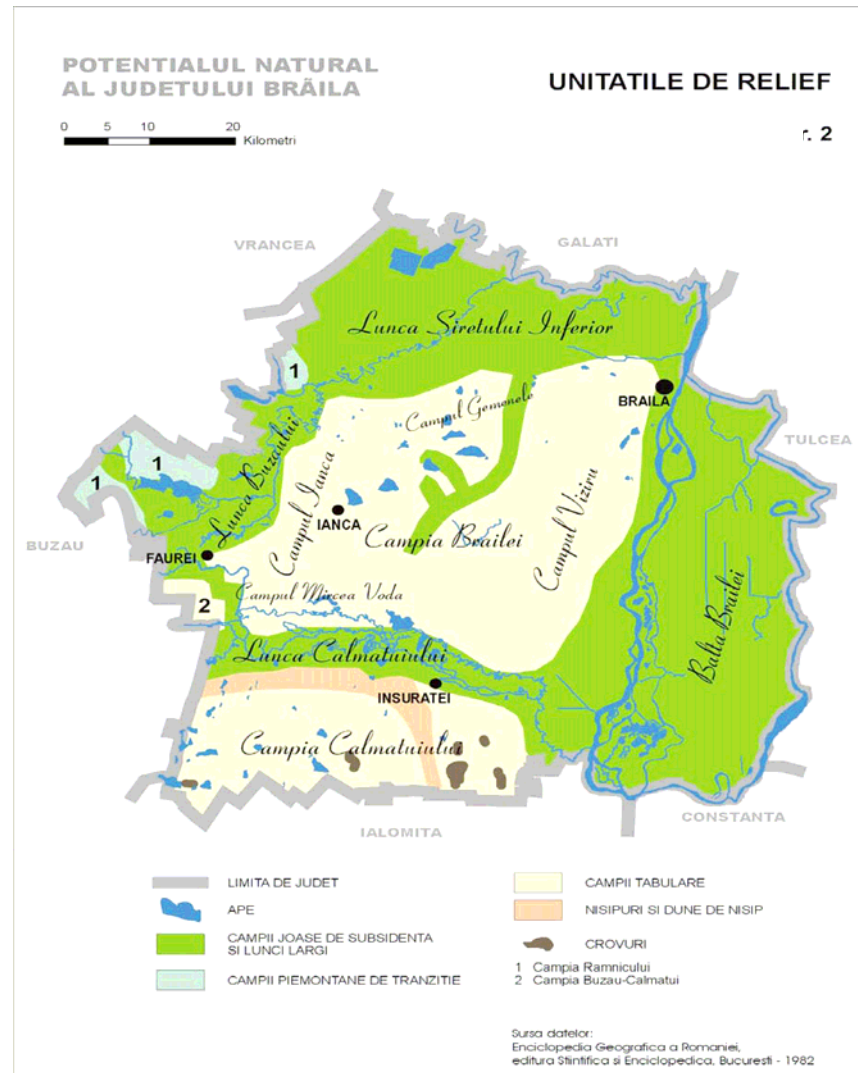 POTENTIALUL NATURAL
AL JUDETULUI BRĂILA
UNITATILE DE RELIEF
r. 2
0 5 10 20
Kilometri
VRANCEA
GALATI
Lunca Siretului Inferior
1
BRAILA
Campul Gemenele
TULCEA
1
1
Lunca Buzaului
Campul Ianca
IANCA
Campia Brailei
Campul Viziru
BUZAU
FAUREI
Campul Mircea Voda
2
Balta Brailei
Lunca Calmatuiului
INSURATEI
Campia Calmatuiului
IALOMITA
CONSTANTA
LIMITA DE JUDET
APE
CAMPII JOASE DE SUBSIDENTA
SI LUNCI LARGI
CAMPII PIEMONTANE DE TRANZITIE
CAMPII TABULARE
NISIPURI SI DUNE DE NISIP
CROVURI
1 Campia Ramnicului
2 Campia Buzau-Calmatui
Sursa datelor:
Enciclopedia Geografica a Romaniei,
editura Stintifica si Enciclopedica, Bucuresti - 1982